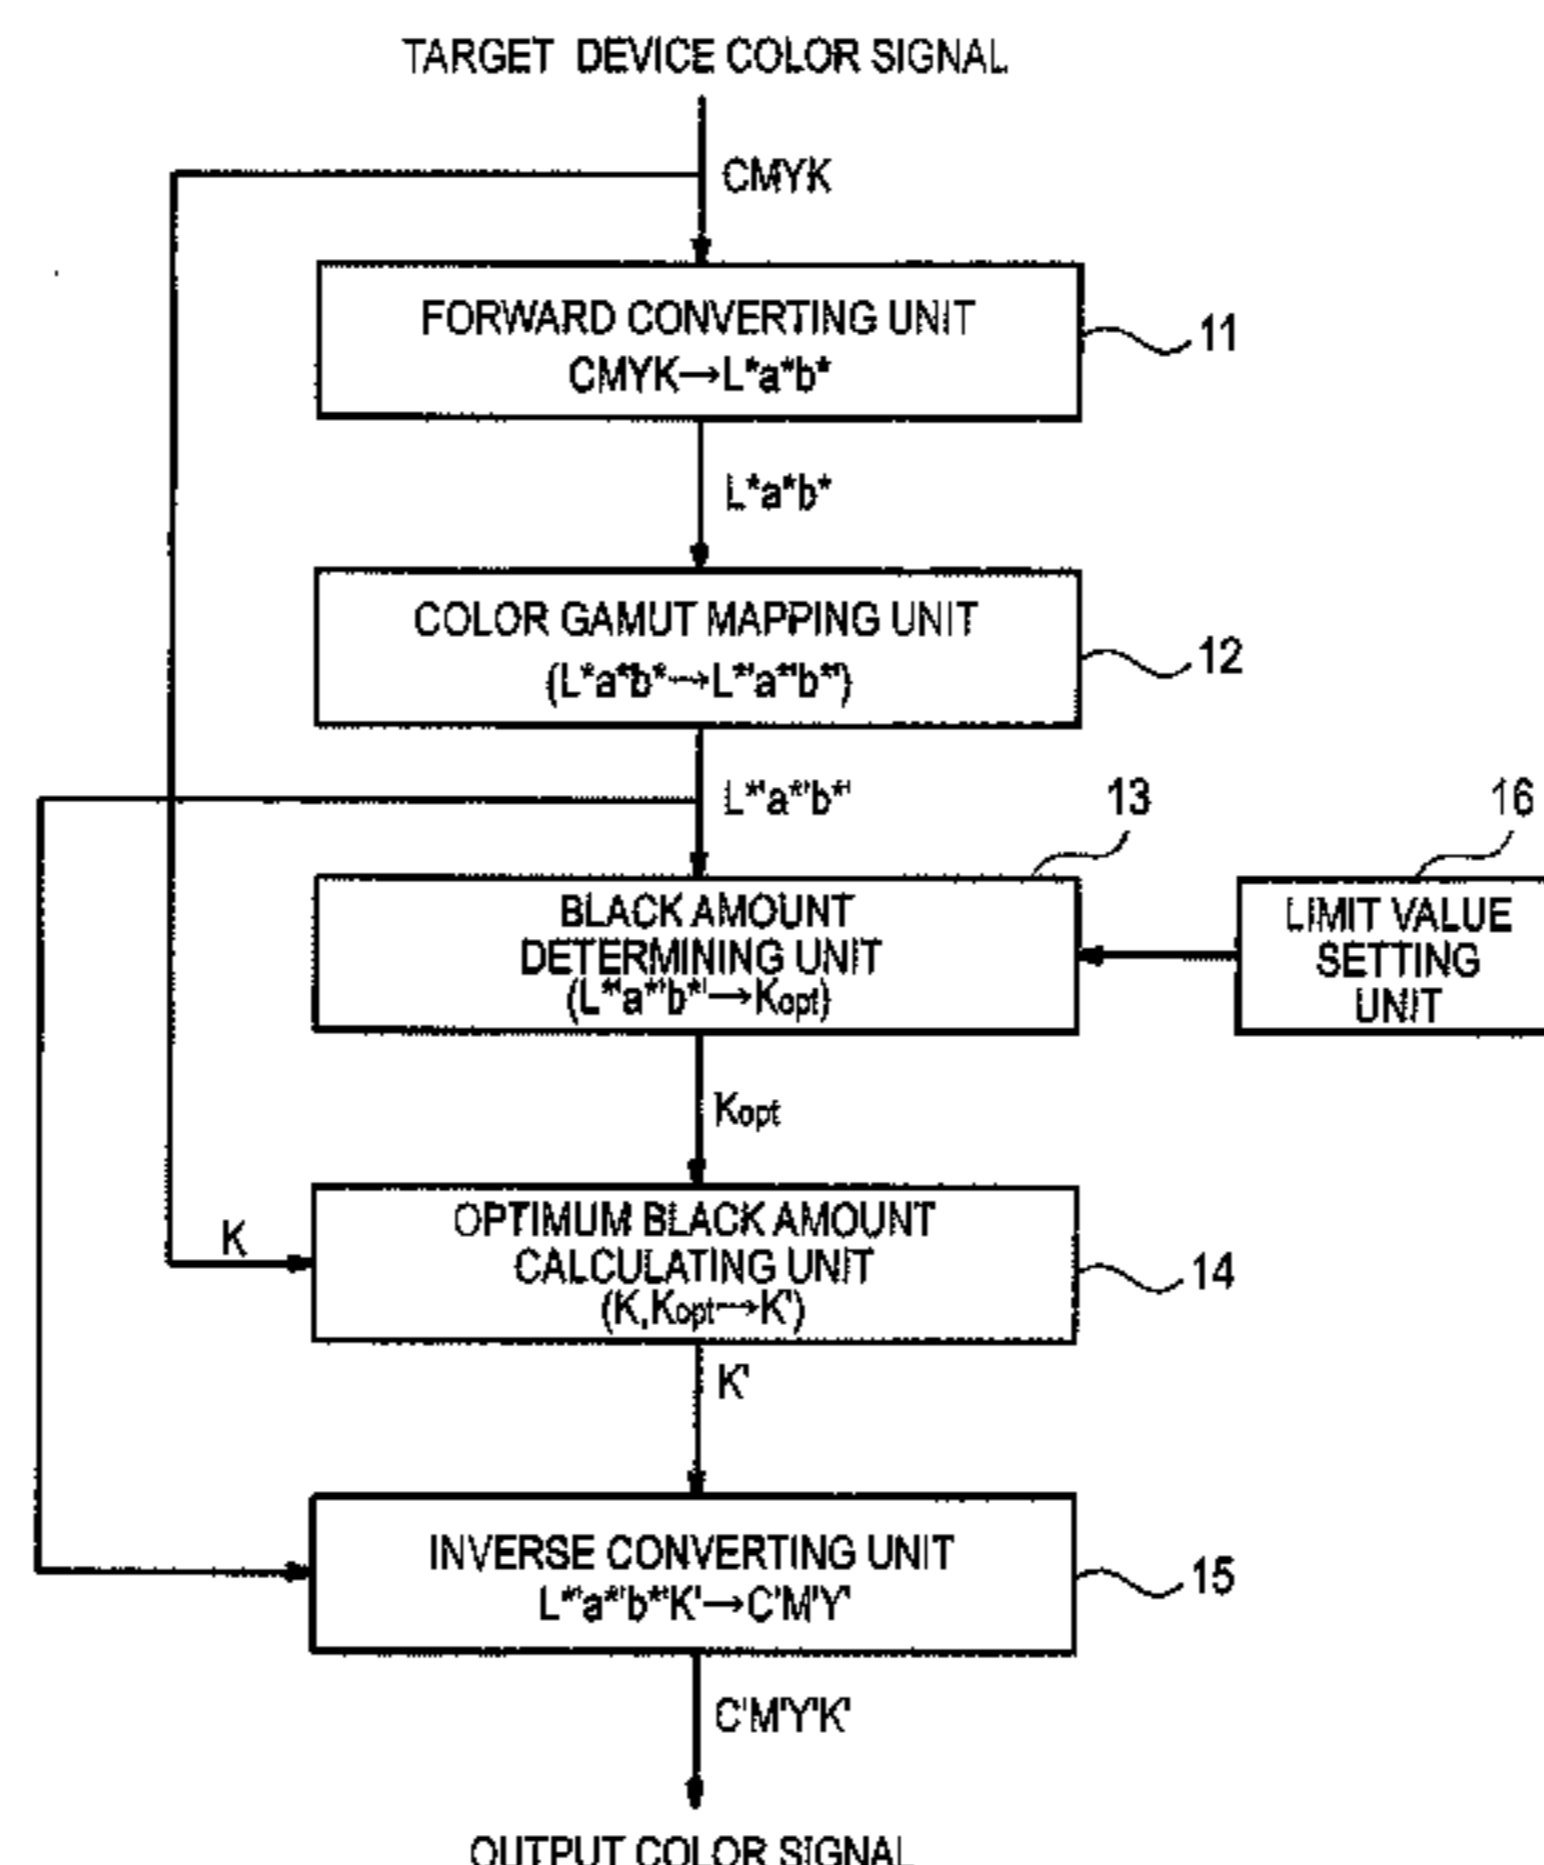 TARGET DEVICE COLOR SIGNAL
CMYK
FORWARD CONVERTING UNIT
CMYK→L*a*b*
11
L*a*b*
COLOR GAMUT MAPPING UNIT
(L*a*b*→L*'a*'b*')
12
L*'a*'b*'
13
16
BLACK AMOUNT
DETERMINING UNIT
(L*'a*'b*'→Kopt)
LIMIT VALUE
SETTING
UNIT
Kopt
K
OPTIMUM BLACK AMOUNT
CALCULATING UNIT
(K,Kopt→K')
14
K'
INVERSE CONVERTING UNIT
L*'a*'b*'K'→C'M'Y'
15
C'M'Y'K'
OUTPUT COLOR SIGNAL